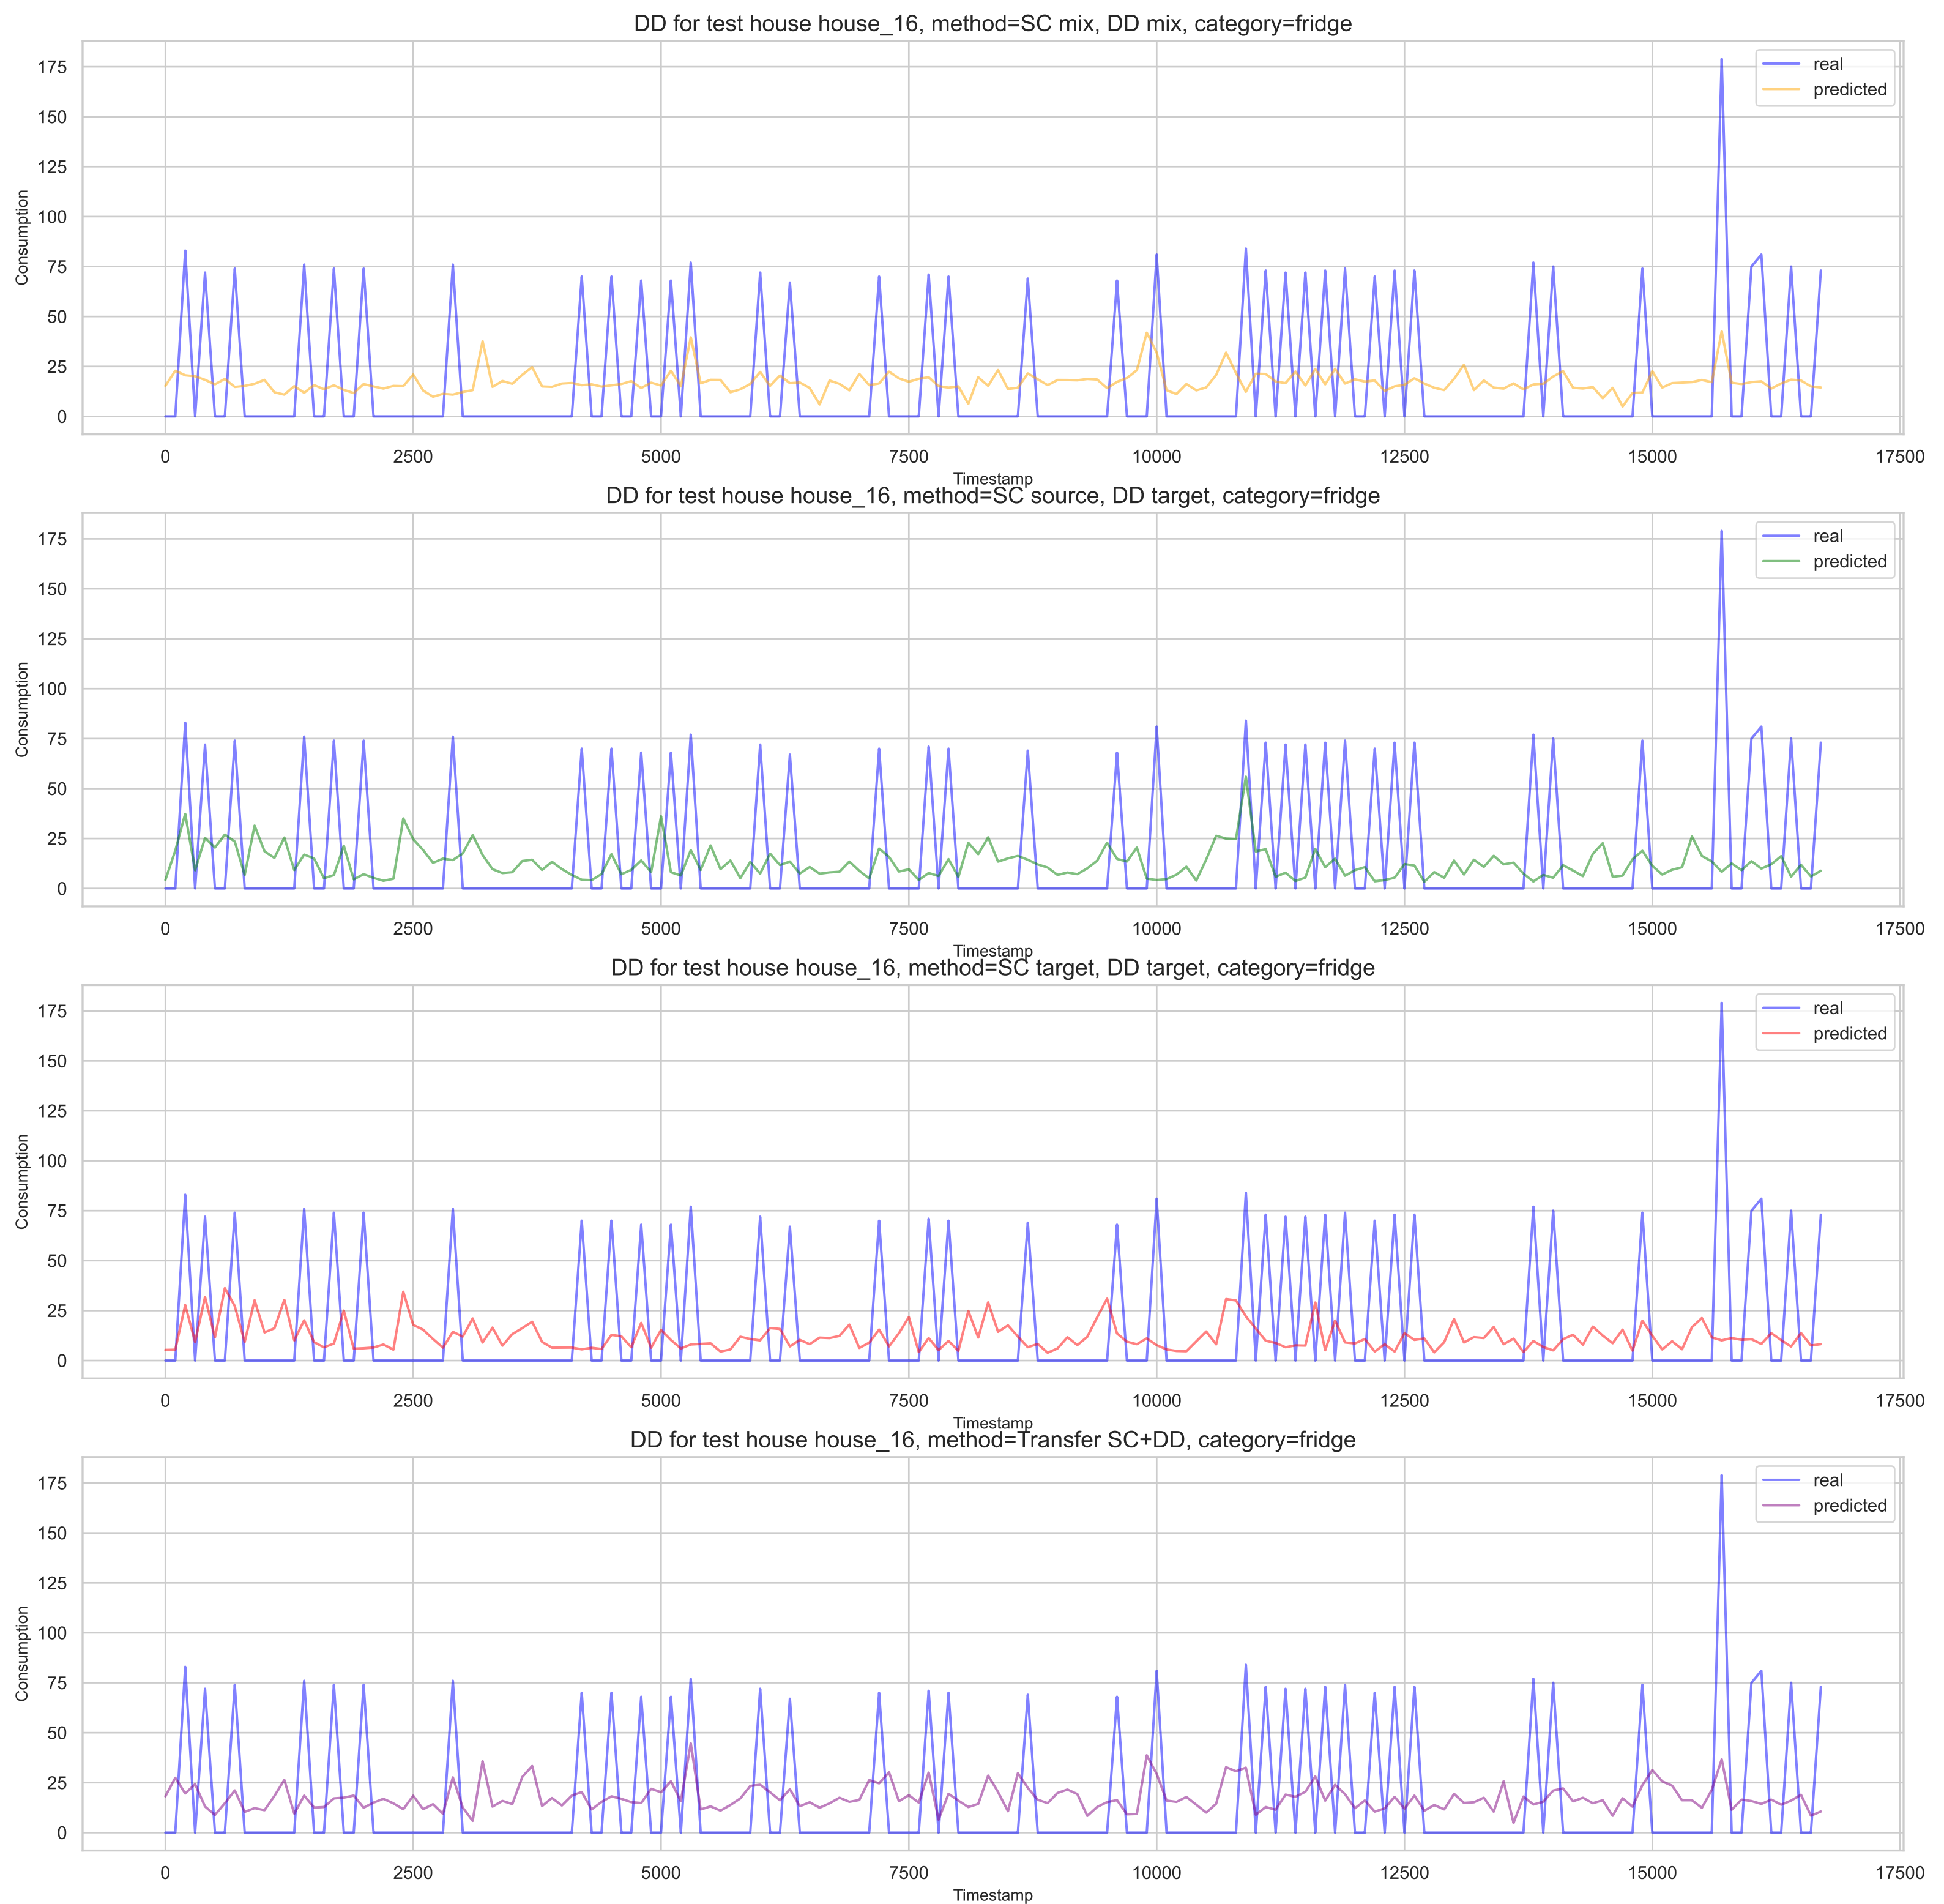 DD for test house house_16, method=SC mix, DD mix, category=fridge
real
predicted
Consumption
175
150
125
100
75
50
25
0
0 2500 5000 7500 10000 12500 15000 17500
Timestamp
DD for test house house_16, method=SC source, DD target, category=fridge
real
predicted
Consumption
175
150
125
100
75
50
25
0
0 2500 5000 7500 10000 12500 15000 17500
Timestamp
DD for test house house_16, method=SC target, DD target, category=fridge
real
predicted
Consumption
175
150
125
100
75
50
25
0
0 2500 5000 7500 10000 12500 15000 17500
Timestamp
DD for test house house_16, method=Transfer SC+DD, category=fridge
real
predicted
Consumption
175
150
125
100
75
50
25
0
0 2500 5000 7500 10000 12500 15000 17500
Timestamp